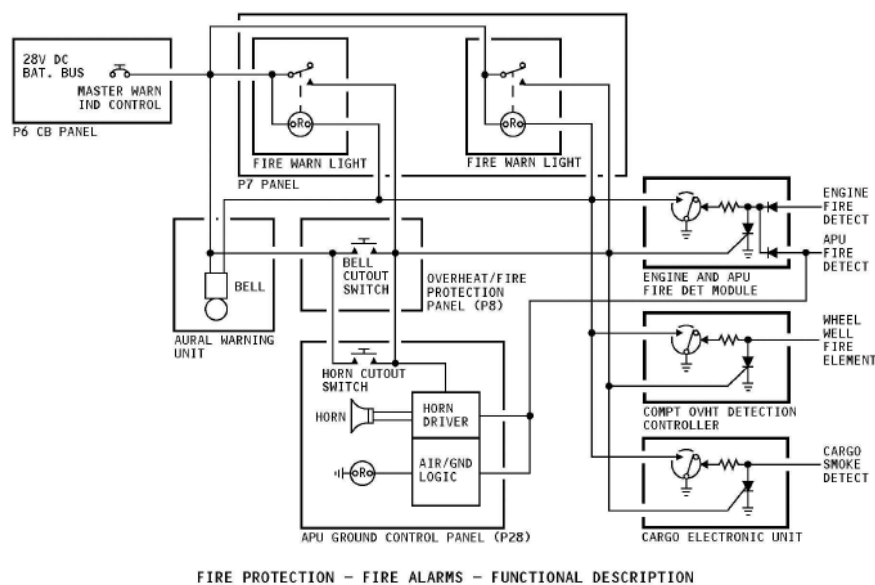 28V DC
BAT. BUS
MASTER WARN
IND CONTROL
P6 CB PANEL
R
FIRE WARN LIGHT
R
FIRE WARN LIGHT
P7 PANEL
ENGINE
FIRE
DETECT
APU
FIRE
DETECT
ENGINE AND APU
FIRE DET MODULE
BELL
AURAL WARNING
UNIT
BELL
CUTOUT
SWITCH
OVERHEAT/FIRE
PROTECTION
PANEL (P8)
WHEEL
WELL
FIRE
ELEMENT
COMPT OVHT DETECTION
CONTROLLER
HORN CUTOUT
SWITCH
HORN
HORN
DRIVER
R
AIR/GND
LOGIC
APU GROUND CONTROL PANEL (P28)
CARGO
SMOKE
DETECT
CARGO ELECTRONIC UNIT
FIRE PROTECTION – FIRE ALARMS – FUNCTIONAL DESCRIPTION